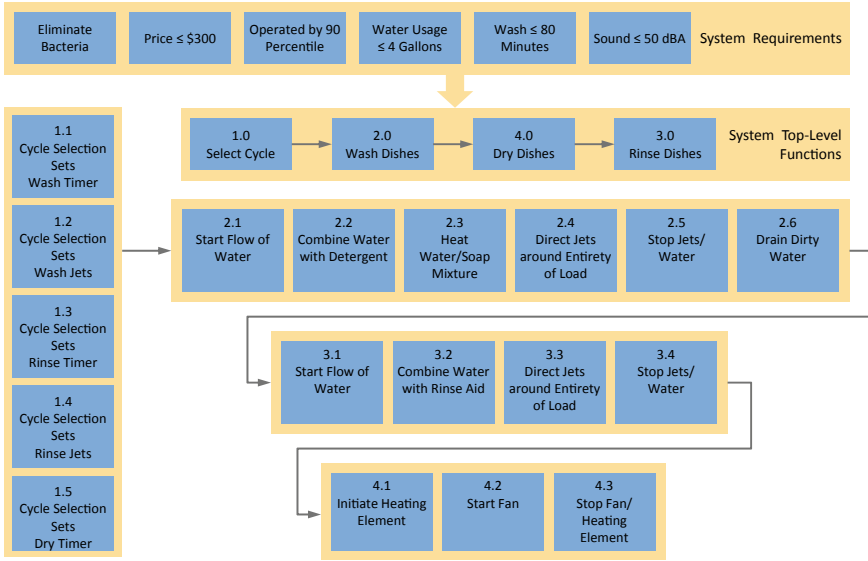 Eliminate
Bacteria
Price ≤ $300
Operated by 90
Percentile
Water Usage
≤ 4 Gallons
Wash ≤ 80
Minutes
Sound ≤ 50 dBA
System Requirements
1.0
Select Cycle
2.0
Wash Dishes
4.0
Dry Dishes
3.0
Rinse Dishes
System Top-Level
Functions
1.1
Cycle Selection
Sets
Wash Timer
1.2
Cycle Selection
Sets
Wash Jets
1.3
Cycle Selection
Sets
Rinse Timer
1.4
Cycle Selection
Sets
Rinse Jets
1.5
Cycle Selection
Sets
Dry Timer
2.1
Start Flow of
Water
2.2
Combine Water
with Detergent
2.3
Heat
Water/Soap
Mixture
2.4
Direct Jets
around Entirety
of Load
2.5
Stop Jets/
Water
2.6
Drain Dirty
Water
3.1
Start Flow of
Water
3.2
Combine Water
with Rinse Aid
3.3
Direct Jets
around Entirety
of Load
3.4
Stop Jets/
Water
4.1
Initiate Heating
Element
4.2
Start Fan
4.3
Stop Fan/
Heating
Element